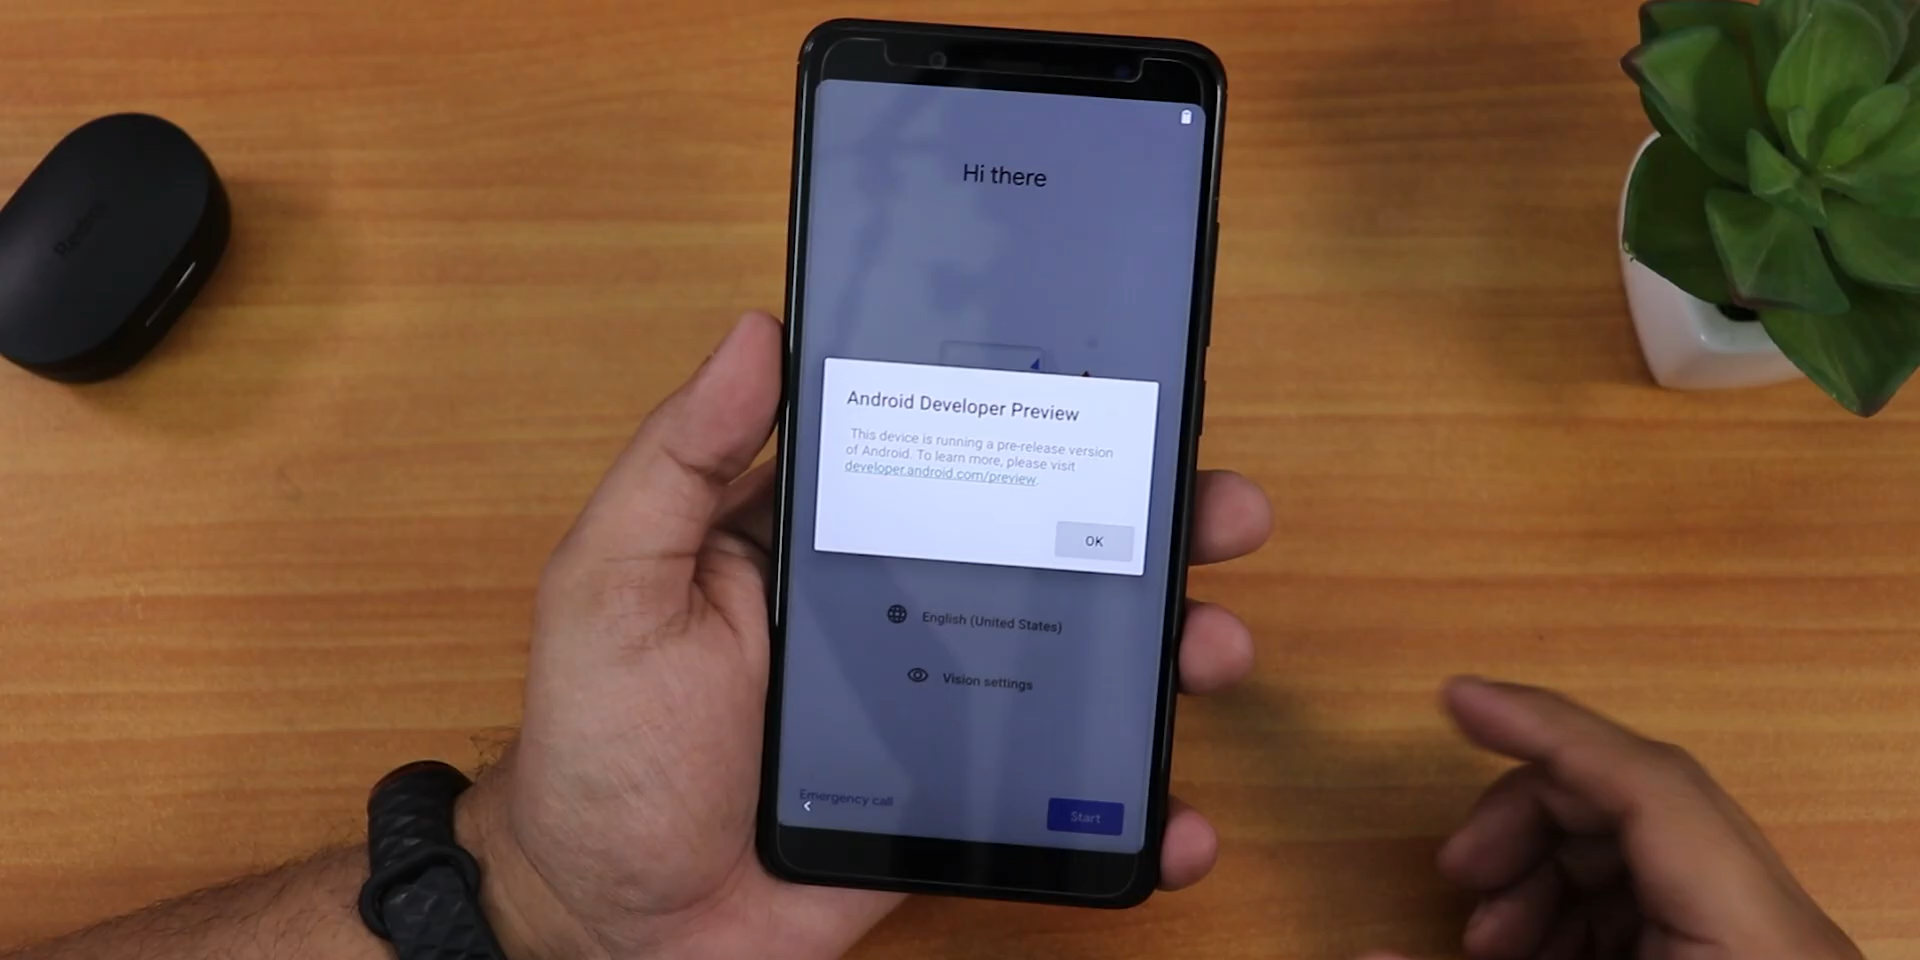 Redmi
Hi there
Android Developer Preview
This device is running a pre-release version
of Android. To learn more, please visit
developer.android.com/preview.
OK
English (United States)
Vision settings
Emergency call
Start